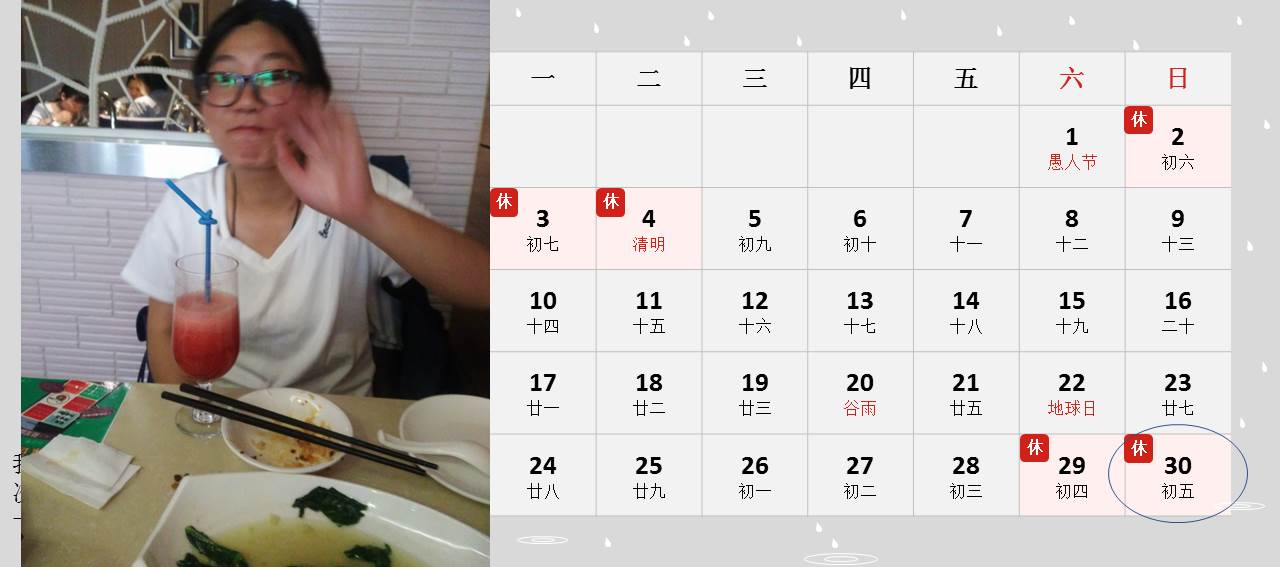 一 二 三 四 五 六 日
休
1 2
愚人节 初六
休 休
3 4 5 6 7 8 9
初七 清明 初九 初十 十一 十二 十三
10 11 12 13 14 15 16
十四 十五 十六 十七 十八 十九 二十
17 18 19 20 21 22 23
廿一 廿二 廿三 谷雨 廿五 地球日 廿七
休 休
24 25 26 27 28 29 30
廿八 廿九 初一 初二 初三 初四 初五